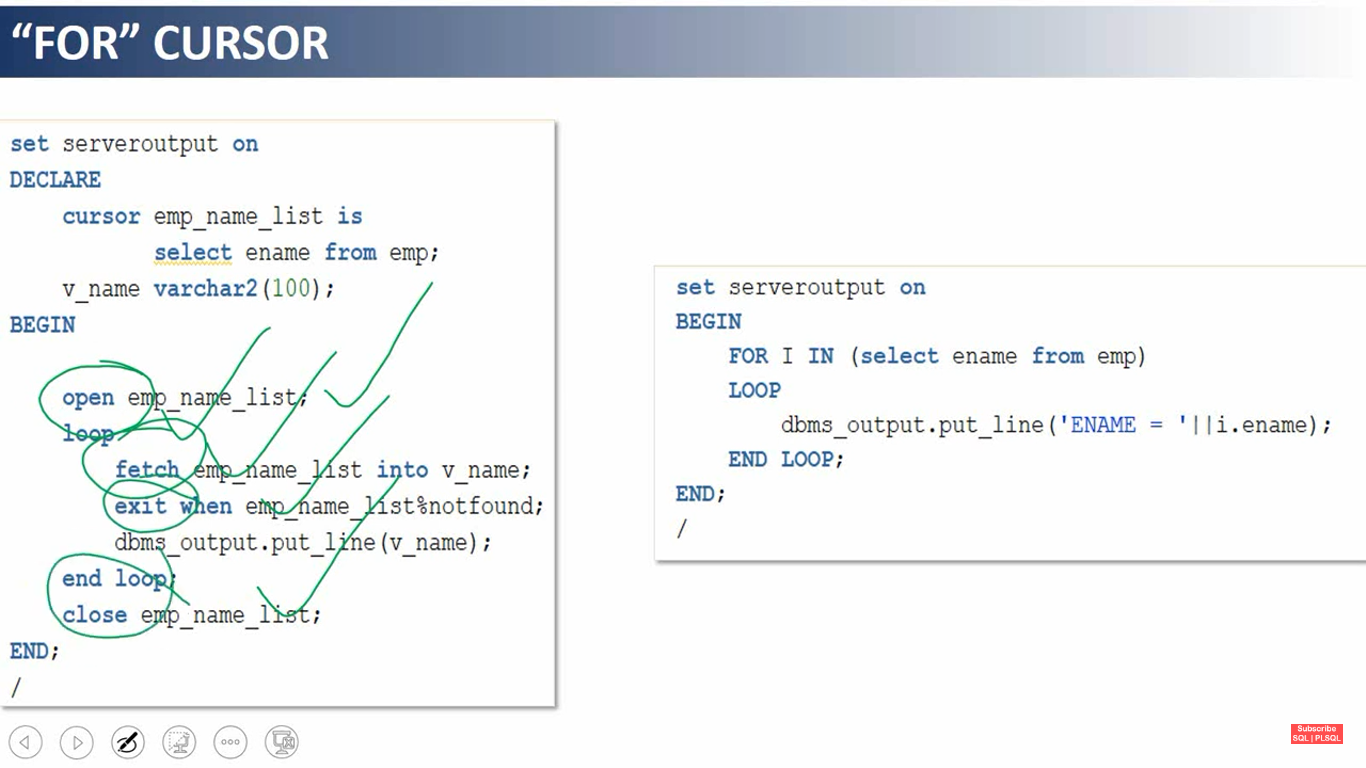 “FOR” CURSOR
set serveroutput on
DECLARE
cursor emp_name_list is
select ename from emp;
v_name varchar2(100);
BEGIN
open emp_name_list;
loop
fetch emp_name_list into v_name;
exit when emp_name_list%notfound;
dbms_output.put_line(v_name);
end loop;
close emp_name_list;
END;
/
set serveroutput on
BEGIN
FOR I IN (select ename from emp)
LOOP
dbms_output.put_line('ENAME = '||i.ename);
END LOOP;
END;
/
Subscribe
SQL | PLSQL